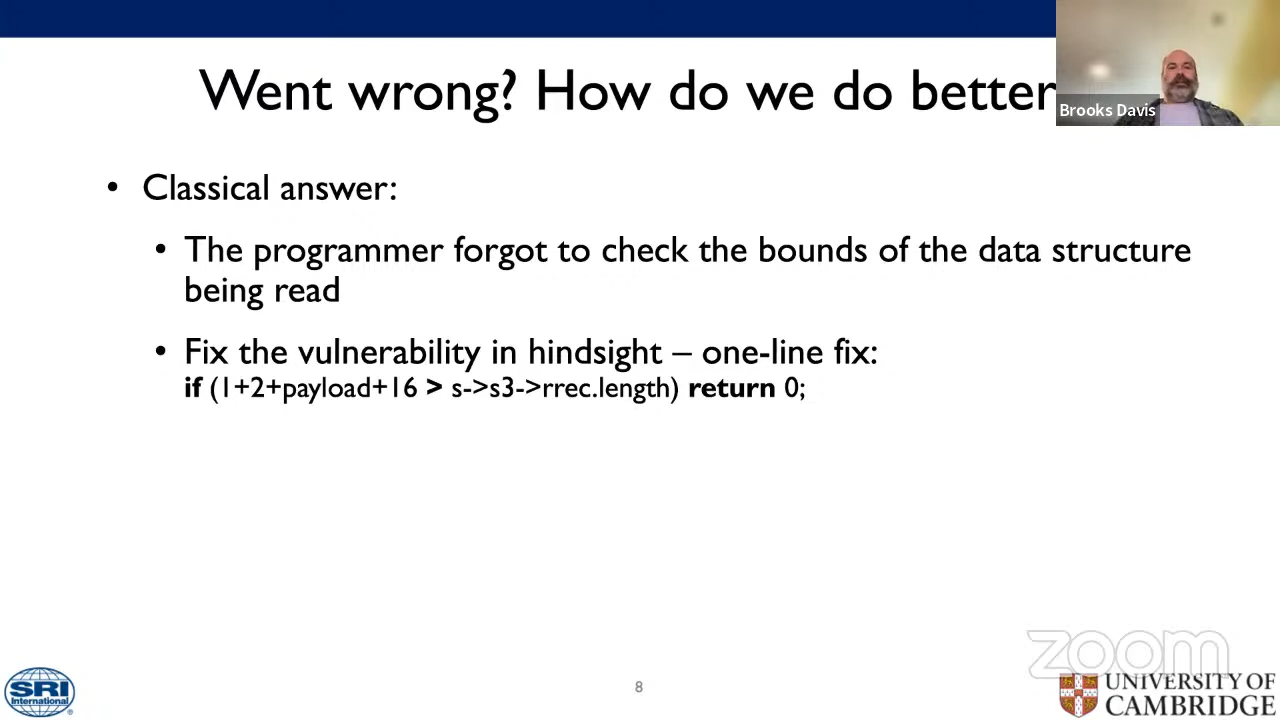 Went wrong? How do we do better
Brooks Davis
• Classical answer:
• The programmer forgot to check the bounds of the data structure
being read
• Fix the vulnerability in hindsight – one-line fix:
if (1+2+payload+16 > s->s3->rrec.length) return 0;
zoom
SRI
International
8
UNIVERSITY OF
CAMBRIDGE